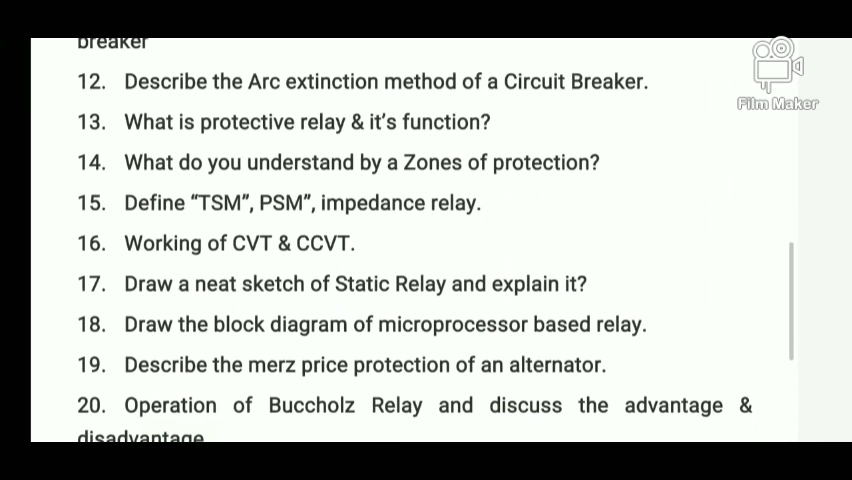 breaker
12. Describe the Arc extinction method of a Circuit Breaker.
Film Maker
13. What is protective relay & it's function?
14. What do you understand by a Zones of protection?
15. Define “TSM”, PSM”, impedance relay.
16. Working of CVT & CCVT.
17. Draw a neat sketch of Static Relay and explain it?
18. Draw the block diagram of microprocessor based relay.
19. Describe the merz price protection of an alternator.
20. Operation of Buccholz Relay and discuss the advantage &
disadvantage